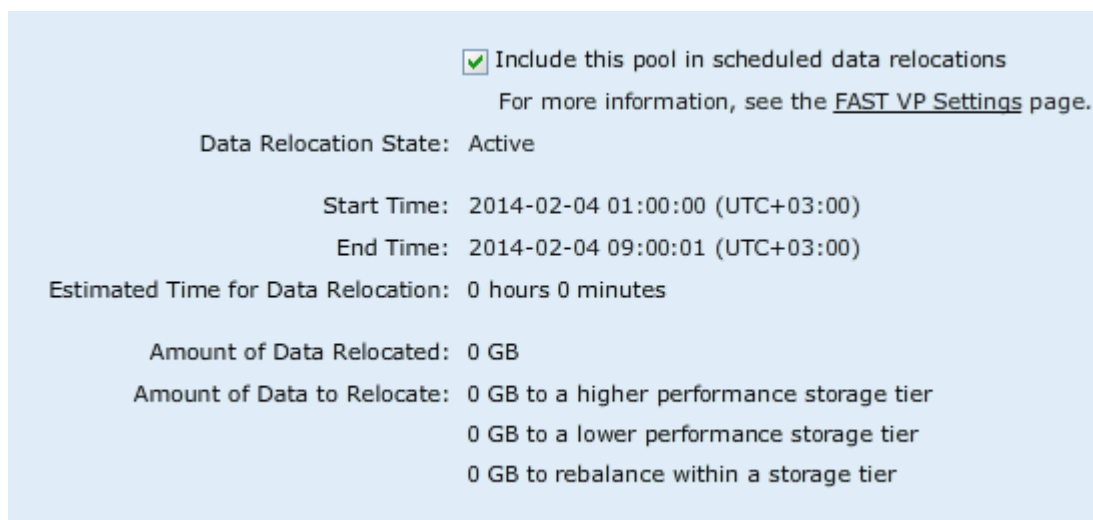 Include this pool in scheduled data relocations
For more information, see the FAST VP Settings page.
Data Relocation State: Active
Start Time: 2014-02-04 01:00:00 (UTC+03:00)
End Time: 2014-02-04 09:00:01 (UTC+03:00)
Estimated Time for Data Relocation: 0 hours 0 minutes
Amount of Data Relocated: 0 GB
Amount of Data to Relocate: 0 GB to a higher performance storage tier
0 GB to a lower performance storage tier
0 GB to rebalance within a storage tier